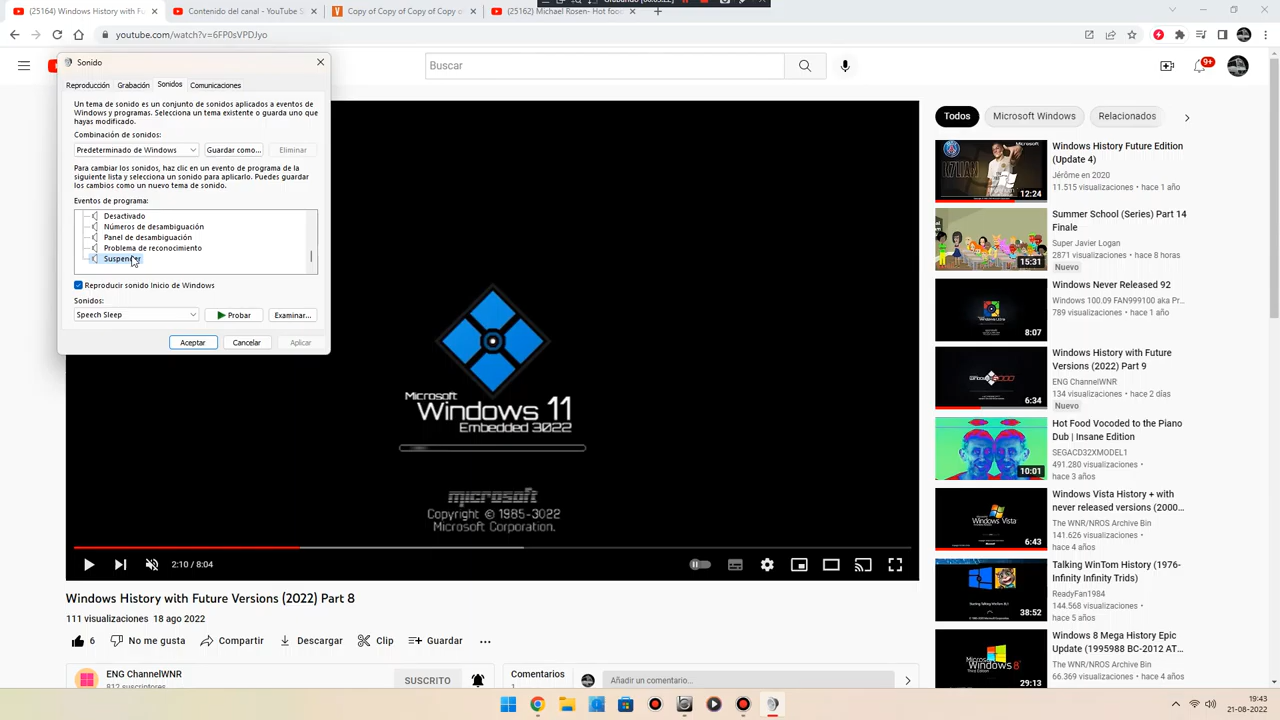 (25164) Windows History with Fu
Content restrictions - YouTube
(25162) Michael Rosen- Hot foo
youtube.com/watch?v=6FP0sVPDJyo
Sonido
Reproducción
Grabación
Sonidos
Comunicaciones
Un tema de sonido es un conjunto de sonidos aplicados a eventos de
Windows y programas. Selecciona un tema existente o guarda uno que
hayas modificado.
Combinación de sonidos:
Predeterminado de Windows
Guardar como...
Eliminar
Para cambiar los sonidos, haz clic en un evento de programa de la
siguiente lista y selecciona un sonido para aplicarlo. Puedes guardar
los cambios como un nuevo tema de sonido.
Eventos de programa:
Desactivado
Números de desambiguación
Panel de desambiguación
Problema de reconocimiento
Suspender
Reproducir sonido Inicio de Windows
Sonidos:
Speech Sleep
Probar
Examinar...
Aceptar
Cancelar
Aplicar
Buscar
9+
Microsoft
Windows 11
Embedded 3022
microsoft
Copyright © 1985-3022
Microsoft Corporation.
2:10 / 8:04
Windows History with Future Versions (2022) Part 8
111 visualizaciones 18 ago 2022
6
No me gusta
Compartir
Descargar
Clip
Guardar
ENG ChannelWNR
812 suscriptores
SUSCRITO
Comentarios
1
Añadir un comentario...
Todos
Microsoft Windows
Relacionados
12:24
Windows History Future Edition
(Update 4)
Jérôme en 2020
11.515 visualizaciones • hace 1 año
15:31
Summer School (Series) Part 14
Finale
Super Javier Logan
2871 visualizaciones • hace 8 horas
Nuevo
8:07
Windows Never Released 92
Windows 100.09 FAN999100 aka Pr...
789 visualizaciones • hace 1 año
6:34
Windows History with Future
Versions (2022) Part 9
ENG ChannelWNR
134 visualizaciones • hace 2 días
Nuevo
10:01
Hot Food Vocoded to the Piano
Dub | Insane Edition
SEGACD32XMODEL1
491.280 visualizaciones •
hace 3 años
Windows Vista
6:43
Windows Vista History + with
never released versions (2000...
The WNR/NROS Archive Bin
141.626 visualizaciones •
hace 4 años
38:52
Talking WinTom History (1976-
Infinity Infinity Trids)
ReadyFan1984
144.568 visualizaciones •
hace 5 años
Windows 8
29:13
Windows 8 Mega History Epic
Update (1995988 BC-2012 AT...
The WNR/NROS Archive Bin
66.369 visualizaciones • hace 4 años
19:43
21-08-2022